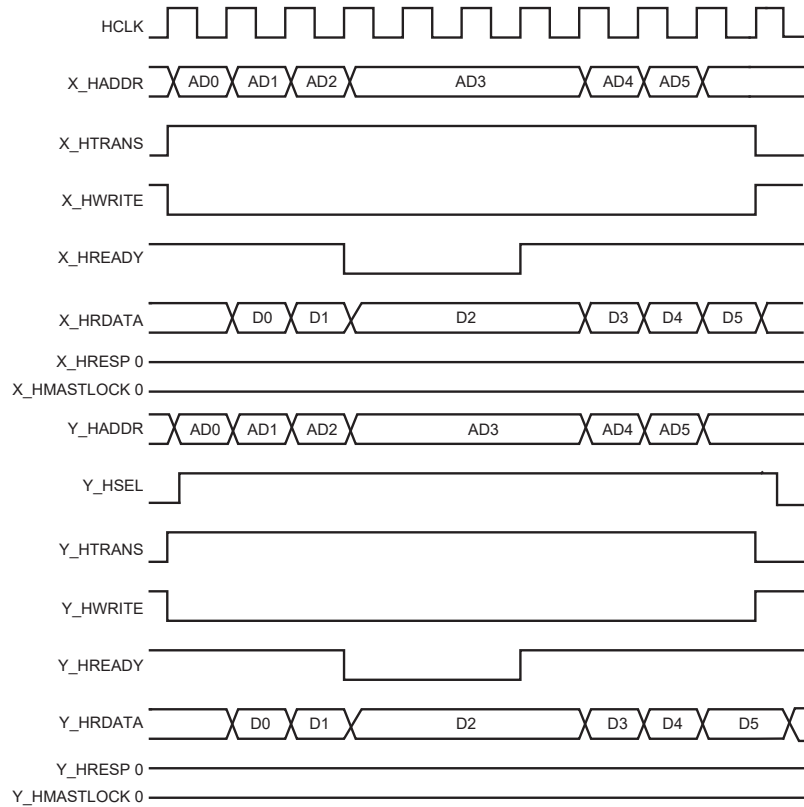 HCLK
X_HADDR AD0 AD1 AD2 AD3 AD4 AD5
X_HTRANS
X_HWRITE
X_HREADY
X_HRDATA D0 D1 D2 D3 D4 D5
X_HRESP 0
X_HMASTLOCK 0
Y_HADDR AD0 AD1 AD2 AD3 AD4 AD5
Y_HSEL
Y_HTRANS
Y_HWRITE
Y_HREADY
Y_HRDATA D0 D1 D2 D3 D4 D5
Y_HRESP 0
Y_HMASTLOCK 0